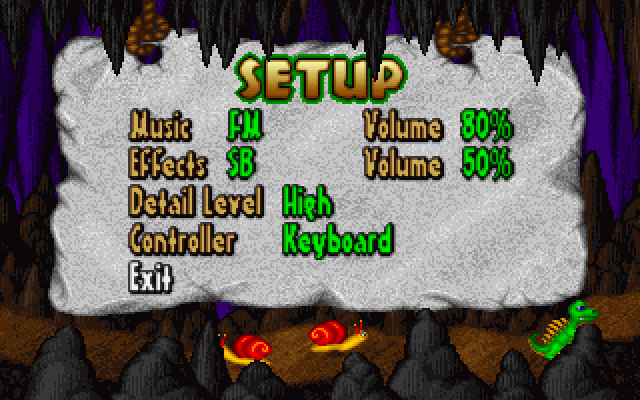 SETUP
Music FM Volume 80%
Effects SB Volume 50%
Detail Level High
Controller Keyboard
Exit